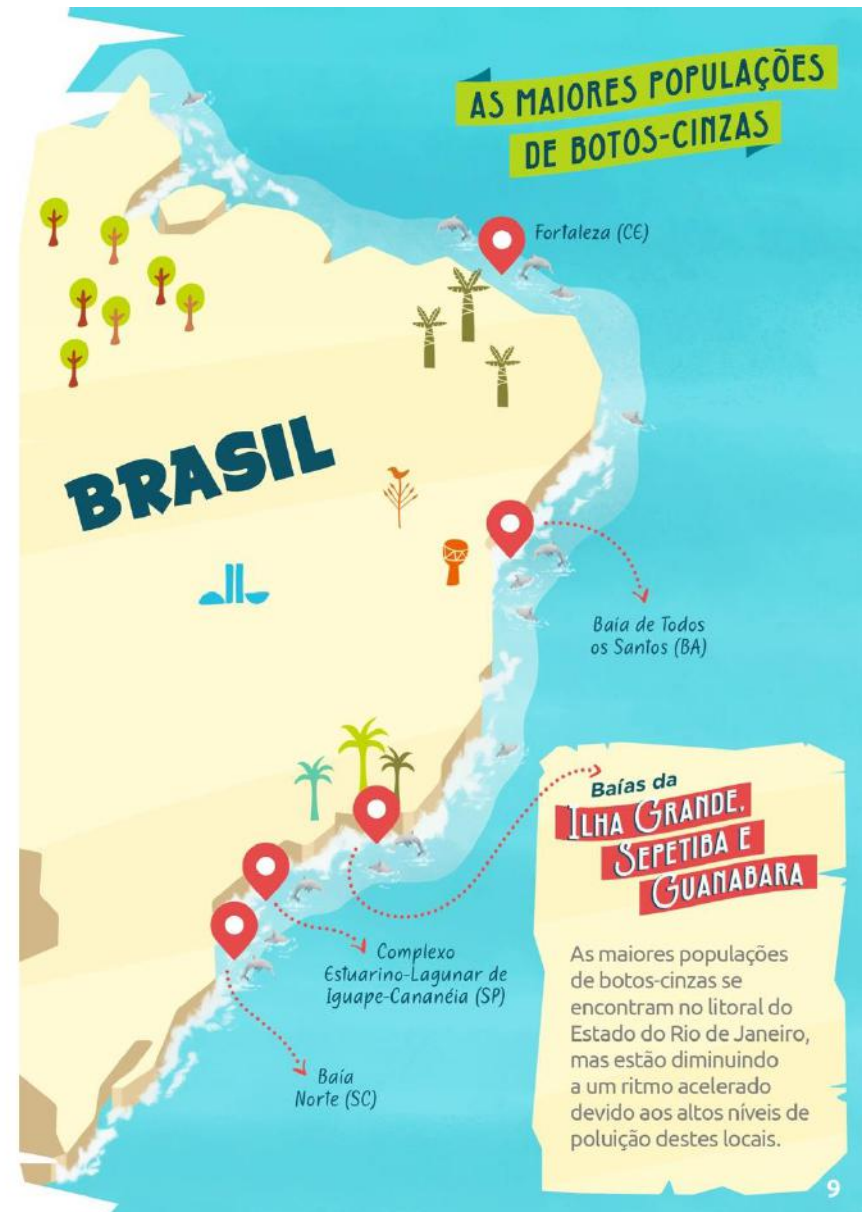 AS MAIORES POPULAÇÕES
DE BOTOS-CINZAS
Fortaleza (CE)
BRASIL
Baía de Todos
os Santos (BA)
Baías da
ILHA GRANDE,
SEPETIBA E
GUANABARA
As maiores populações
de botos-cinzas se
encontram no litoral do
Estado do Rio de Janeiro,
mas estão diminuindo
a um ritmo acelerado
devido aos altos níveis de
poluição destes locais.
Complexo
Estuarino-Lagunar de
Iguape-Cananéia (SP)
Baía
Norte (SC)
9